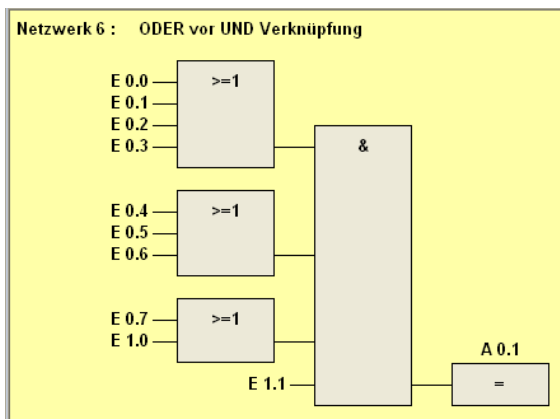 Netzwerk 6 : ODER vor UND Verknüpfung
E 0.0
>=1
E 0.1
E 0.2
E 0.3
&
E 0.4
>=1
E 0.5
E 0.6
E 0.7
>=1
E 1.0
A 0.1
E 1.1
=